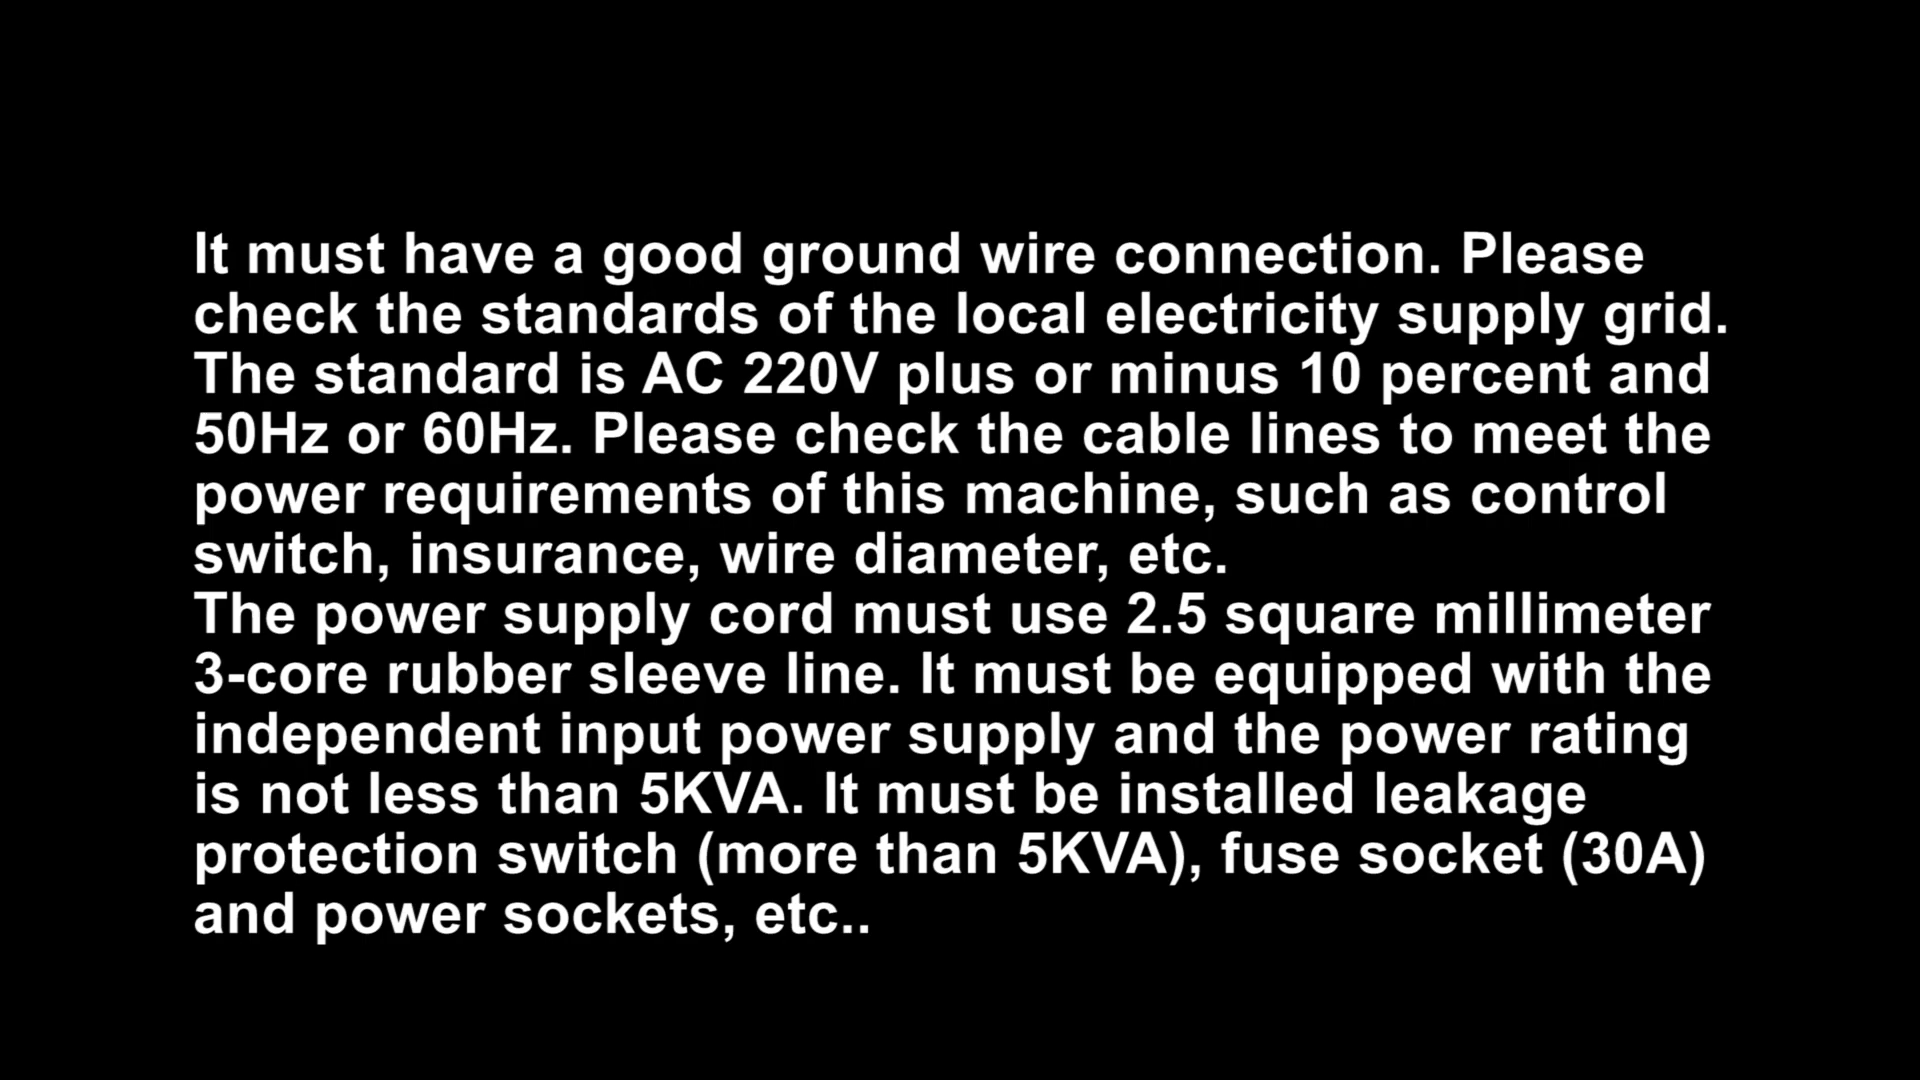 It must have a good ground wire connection. Please
check the standards of the local electricity supply grid.
The standard is AC 220V plus or minus 10 percent and
50Hz or 60Hz. Please check the cable lines to meet the
power requirements of this machine, such as control
switch, insurance, wire diameter, etc.
The power supply cord must use 2.5 square millimeter
3-core rubber sleeve line. It must be equipped with the
independent input power supply and the power rating
is not less than 5KVA. It must be installed leakage
protection switch (more than 5KVA), fuse socket (30A)
and power sockets, etc..